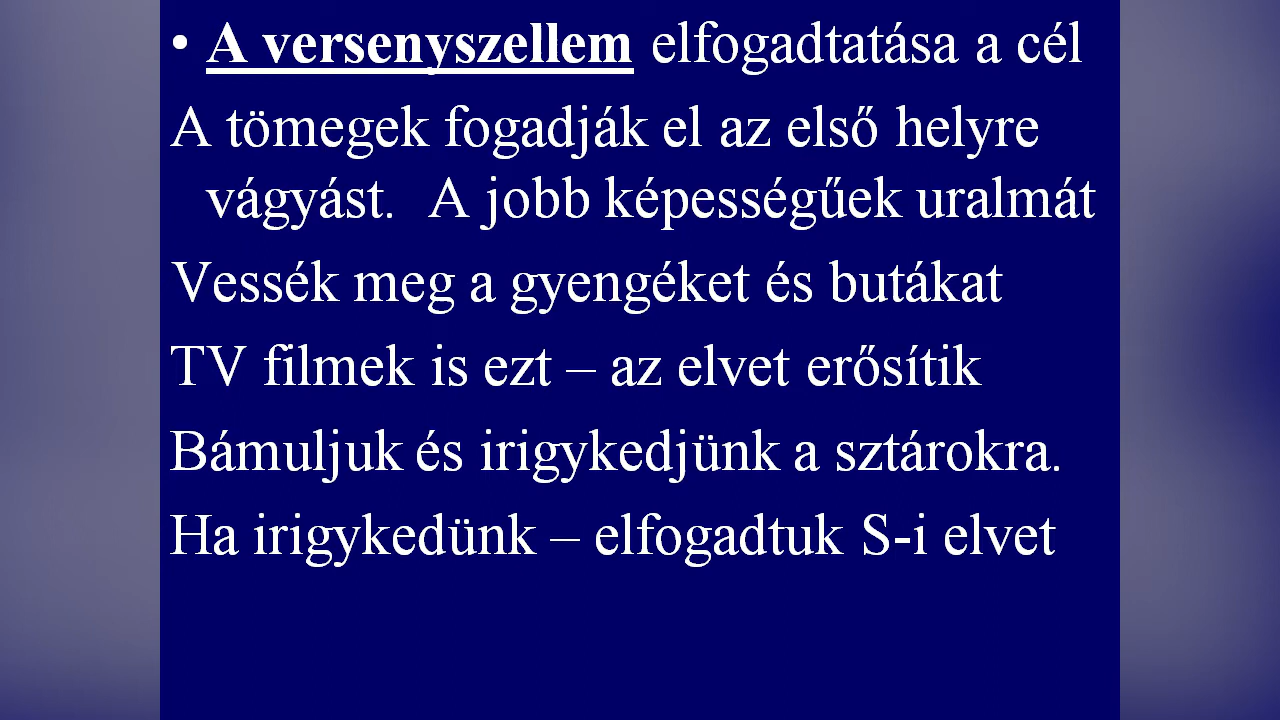 • A versenyszellem elfogadtatása a cél
A tömegek fogadják el az első helyre
vágyást. A jobb képességűek uralmát
Vessék meg a gyengéket és butákat
TV filmek is ezt – az elvet erősítik
Bámuljuk és irigykedjünk a sztárokra.
Ha irigykedünk – elfogadtuk S-i elvet